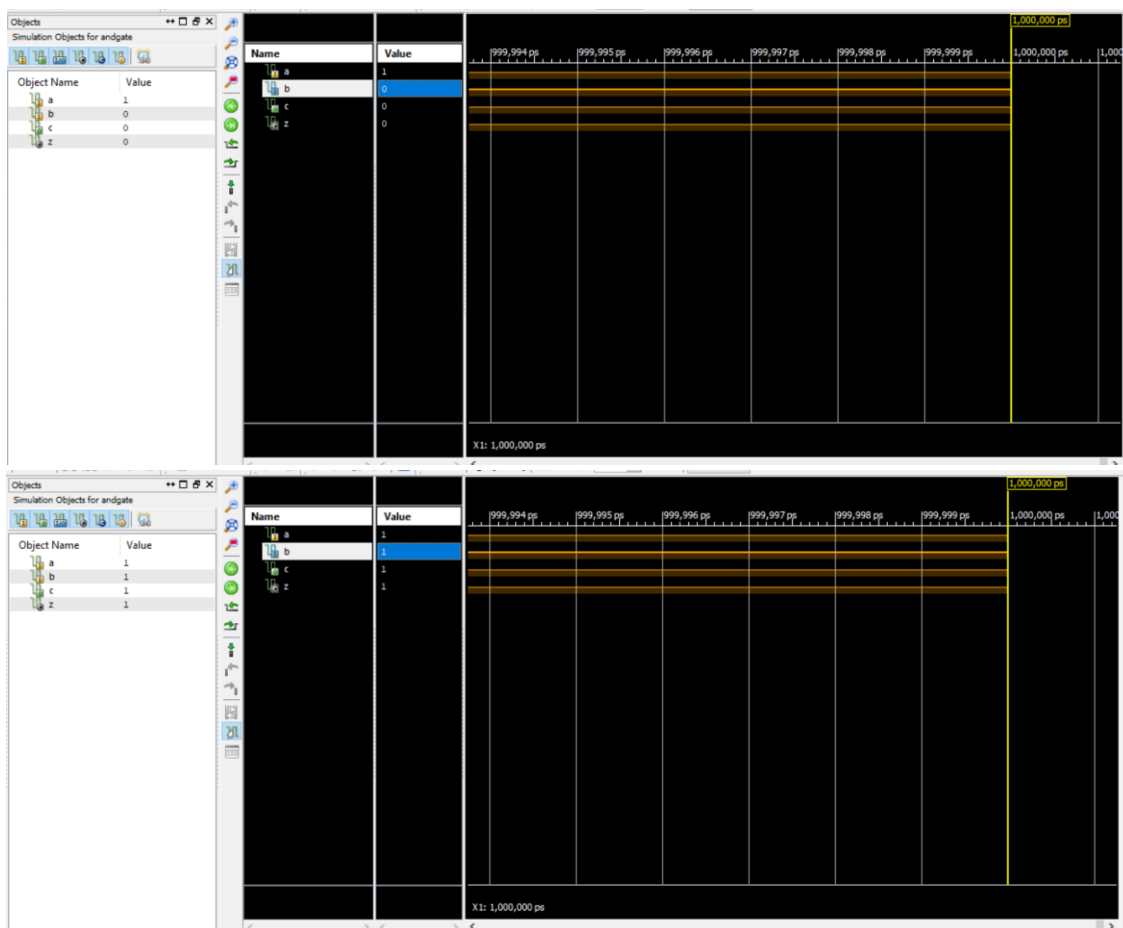 1,000,000 ps
Objects
Simulation Objects for andgate
Name Value
999,994 ps 999,995 ps 999,996 ps 999,997 ps 999,998 ps 999,999 ps 1,000,000 ps 1,000
Object Name Value
a 1
b 0
c 0
z 0
a 1
b 0
c 0
z 0
X1: 1,000,000 ps
1,000,000 ps
Objects
Simulation Objects for andgate
Name Value
999,994 ps 999,995 ps 999,996 ps 999,997 ps 999,998 ps 999,999 ps 1,000,000 ps 1,000
Object Name Value
a 1
b 1
c 1
z 1
a 1
b 1
c 1
z 1
X1: 1,000,000 ps